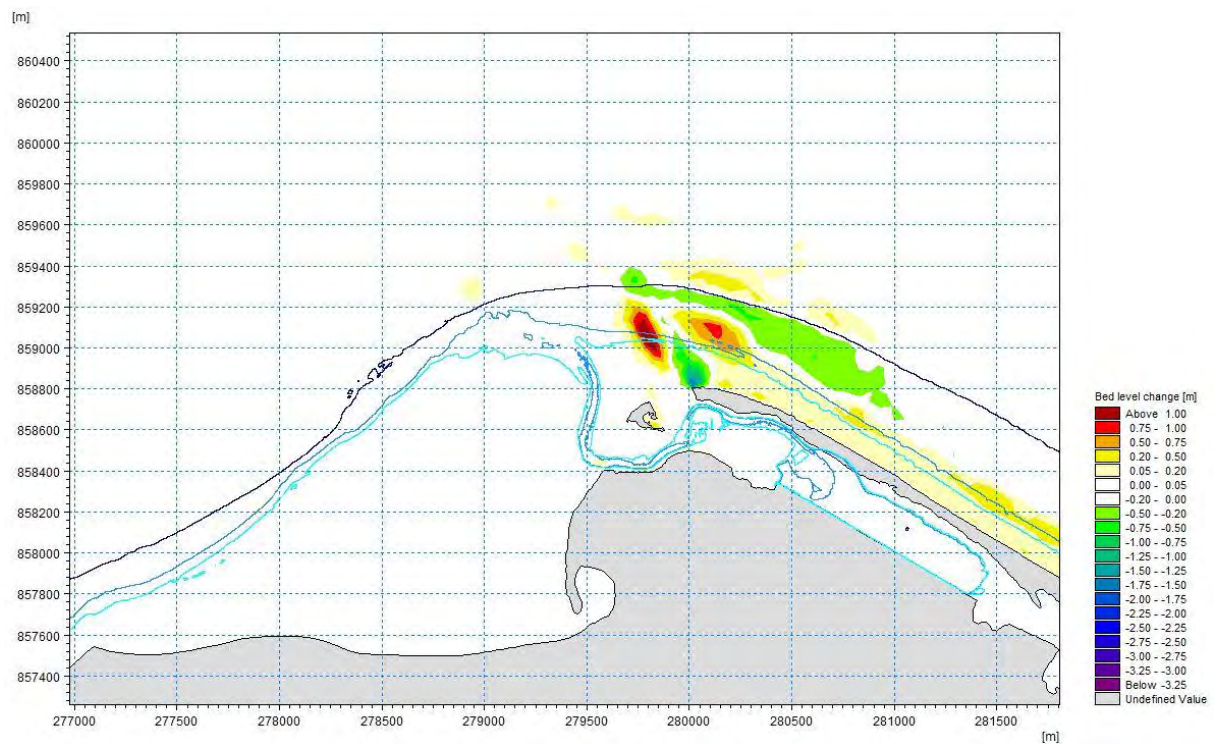 [m]
860400
860200
860000
859800
859600
859400
859200
859000
858800
858600
858400
858200
858000
857800
857600
857400
277000 277500 278000 278500 279000 279500 280000 280500 281000 281500
[m]
Bed level change [m]
Above 1.00
0.75 - 1.00
0.50 - 0.75
0.20 - 0.50
0.05 - 0.20
0.00 - 0.05
-0.20 - 0.00
-0.50 - -0.20
-0.75 - -0.50
-1.00 - -0.75
-1.25 - -1.00
-1.50 - -1.25
-1.75 - -1.50
-2.00 - -1.75
-2.25 - -2.00
-2.50 - -2.25
-2.75 - -2.50
-3.00 - -2.75
-3.25 - -3.00
Below -3.25
Undefined Value